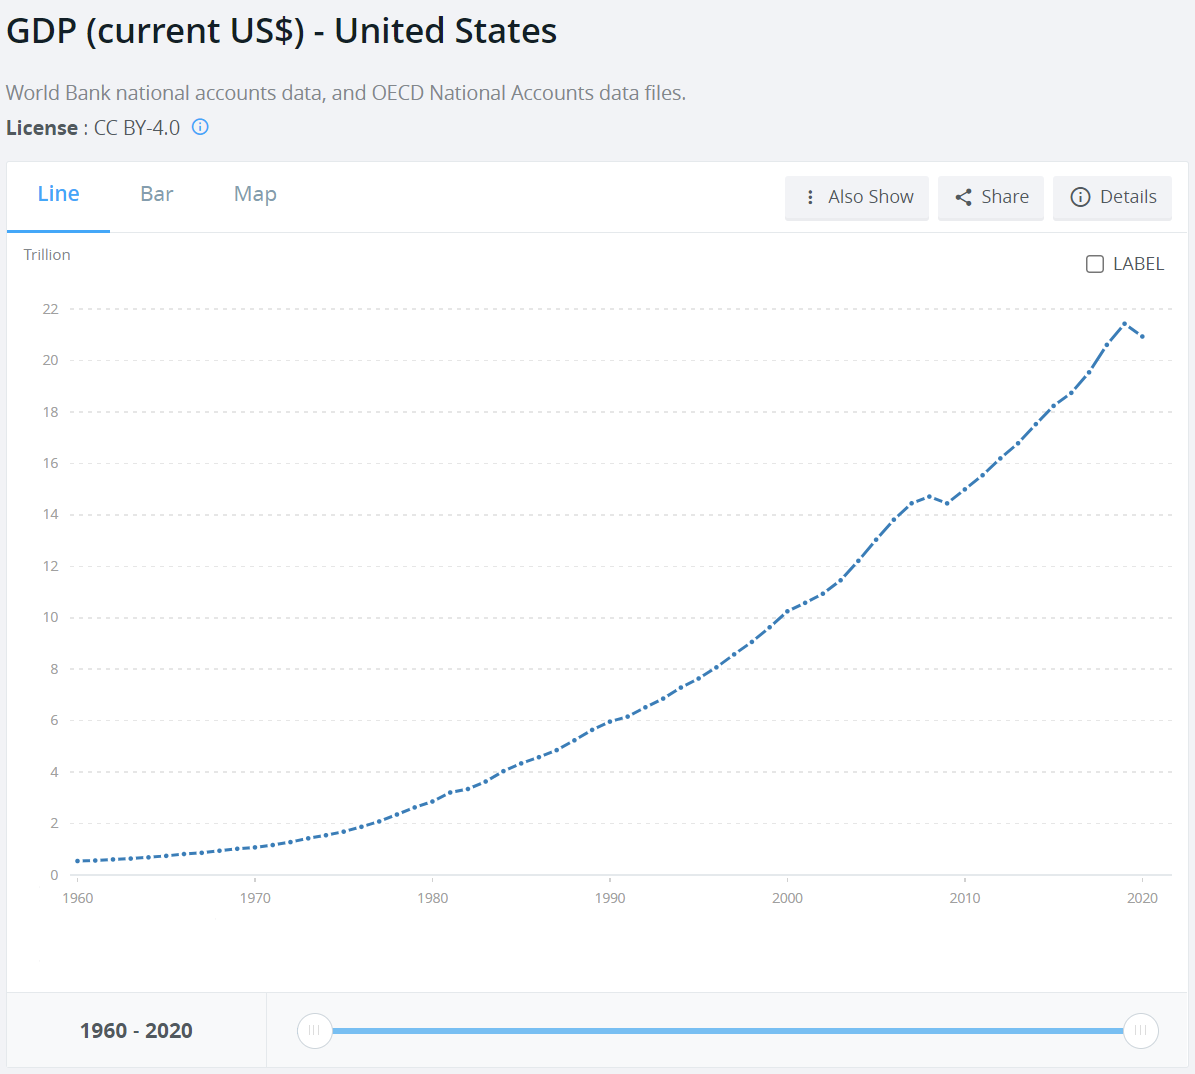 GDP (current US$) - United States
World Bank national accounts data, and OECD National Accounts data files.
License : CC BY-4.0
Line Bar Map
Also Show Share Details
Trillion
LABEL
22
20
18
16
14
12
10
8
6
4
2
0
1960 1970 1980 1990 2000 2010 2020
1960 - 2020